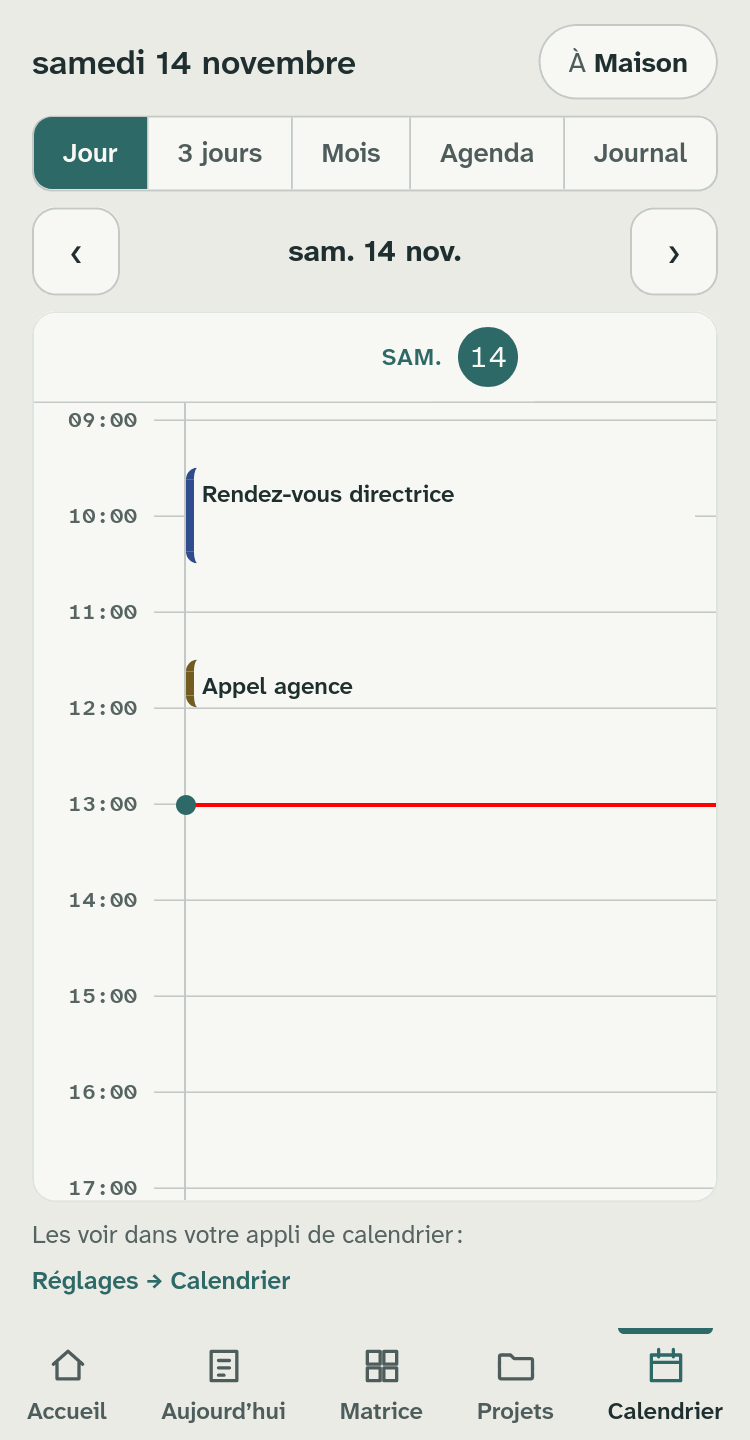 samedi 14 novembre
À Maison
Jour
3 jours
Mois
Agenda
Journal
‹
sam. 14 nov.
›
SAM. 14
09:00
Rendez-vous directrice
10:00
11:00
Appel agence
12:00
13:00
14:00
15:00
16:00
17:00
Les voir dans votre appli de calendrier :
Réglages → Calendrier
Accueil
Aujourd’hui
Matrice
Projets
Calendrier